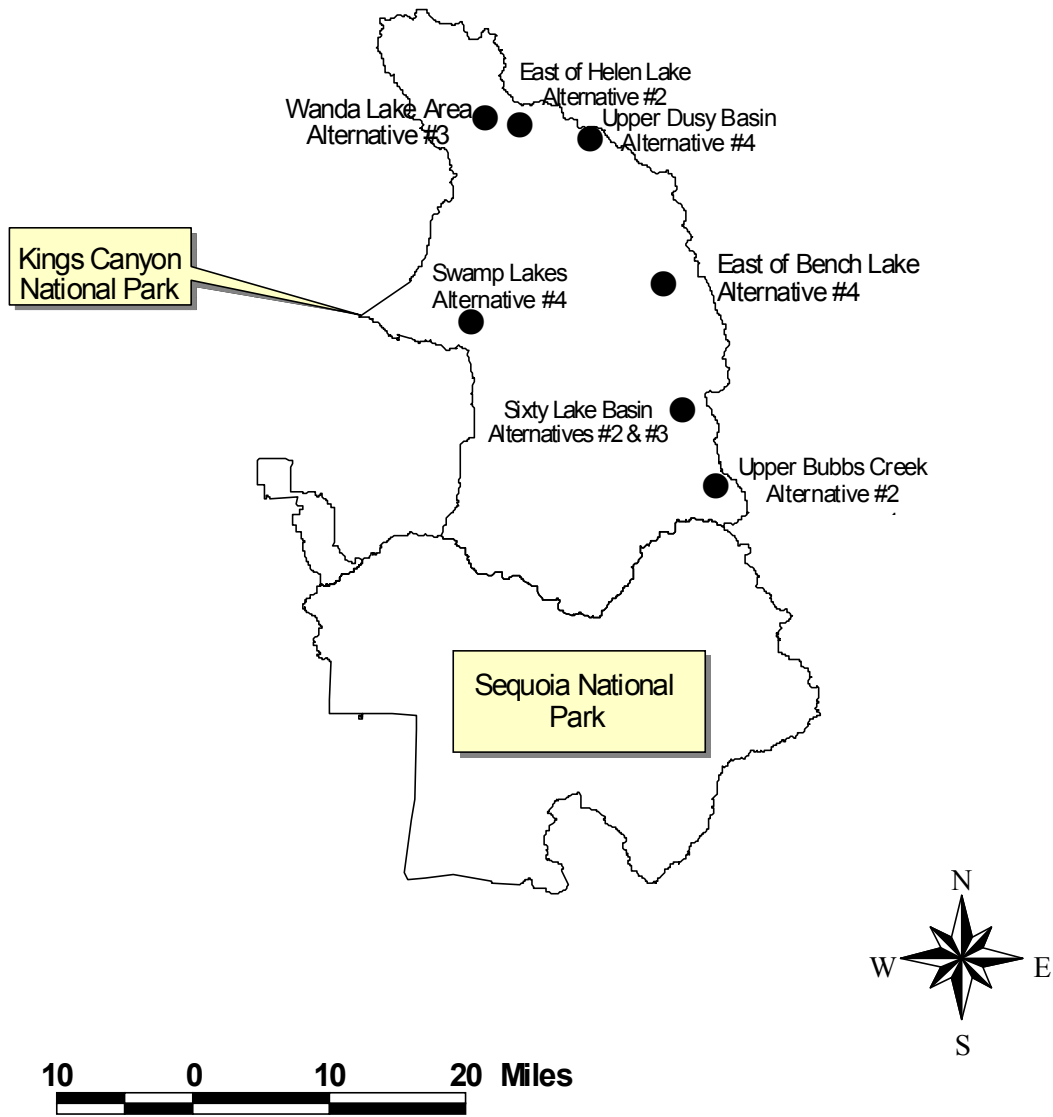 East of Helen Lake
Alternative #2
Wanda Lake Area
Alternative #3
Upper Dusy Basin
Alternative #4
Kings Canyon
National Park
Swamp Lakes
Alternative #4
East of Bench Lake
Alternative #4
Sixty Lake Basin
Alternatives #2 & #3
Upper Bubbs Creek
Alternative #2
Sequoia National
Park
N
W E
S
10 0 10 20 Miles